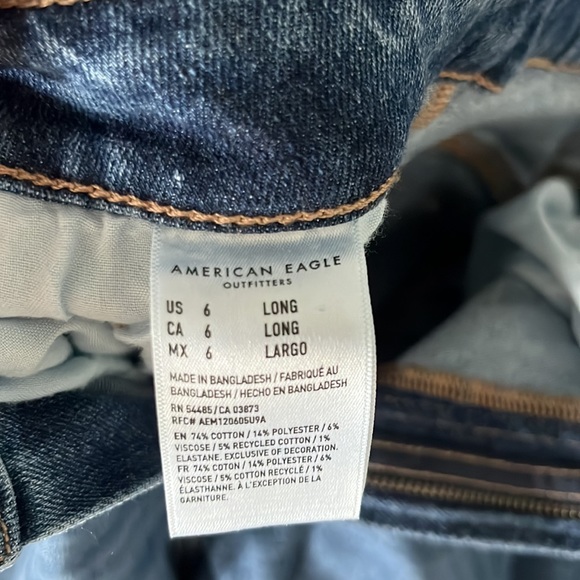 AMERICAN EAGLE
OUTFITTERS
US 6 LONG
CA 6 LONG
MX 6 LARGO
MADE IN BANGLADESH / FABRIQUÉ AU
BANGLADESH / HECHO EN BANGLADESH
RN 54485/CA 03873
RFC# AEM120605U9A
EN: 74% COTTON / 14% POLYESTER / 6%
VISCOSE / 5% RECYCLED COTTON / 1%
ELASTANE. EXCLUSIVE OF DECORATION.
FR: 74% COTON / 14% POLYESTER / 6%
VISCOSE / 5% COTON RECYCLÉ / 1%
ÉLASTHANNE. À L'EXCEPTION DE LA
GARNITURE.